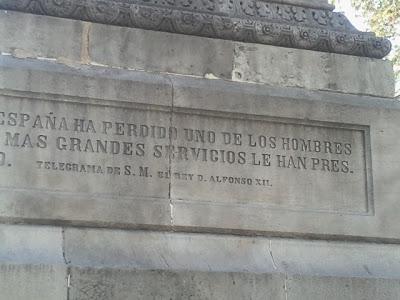 ESPAÑA HA PERDIDO UNO DE LOS HOMBRES
MAS GRANDES SERVICIOS LE HAN PRES.
O. TELEGRAMA DE S. M. EL REY D. ALFONSO XII.